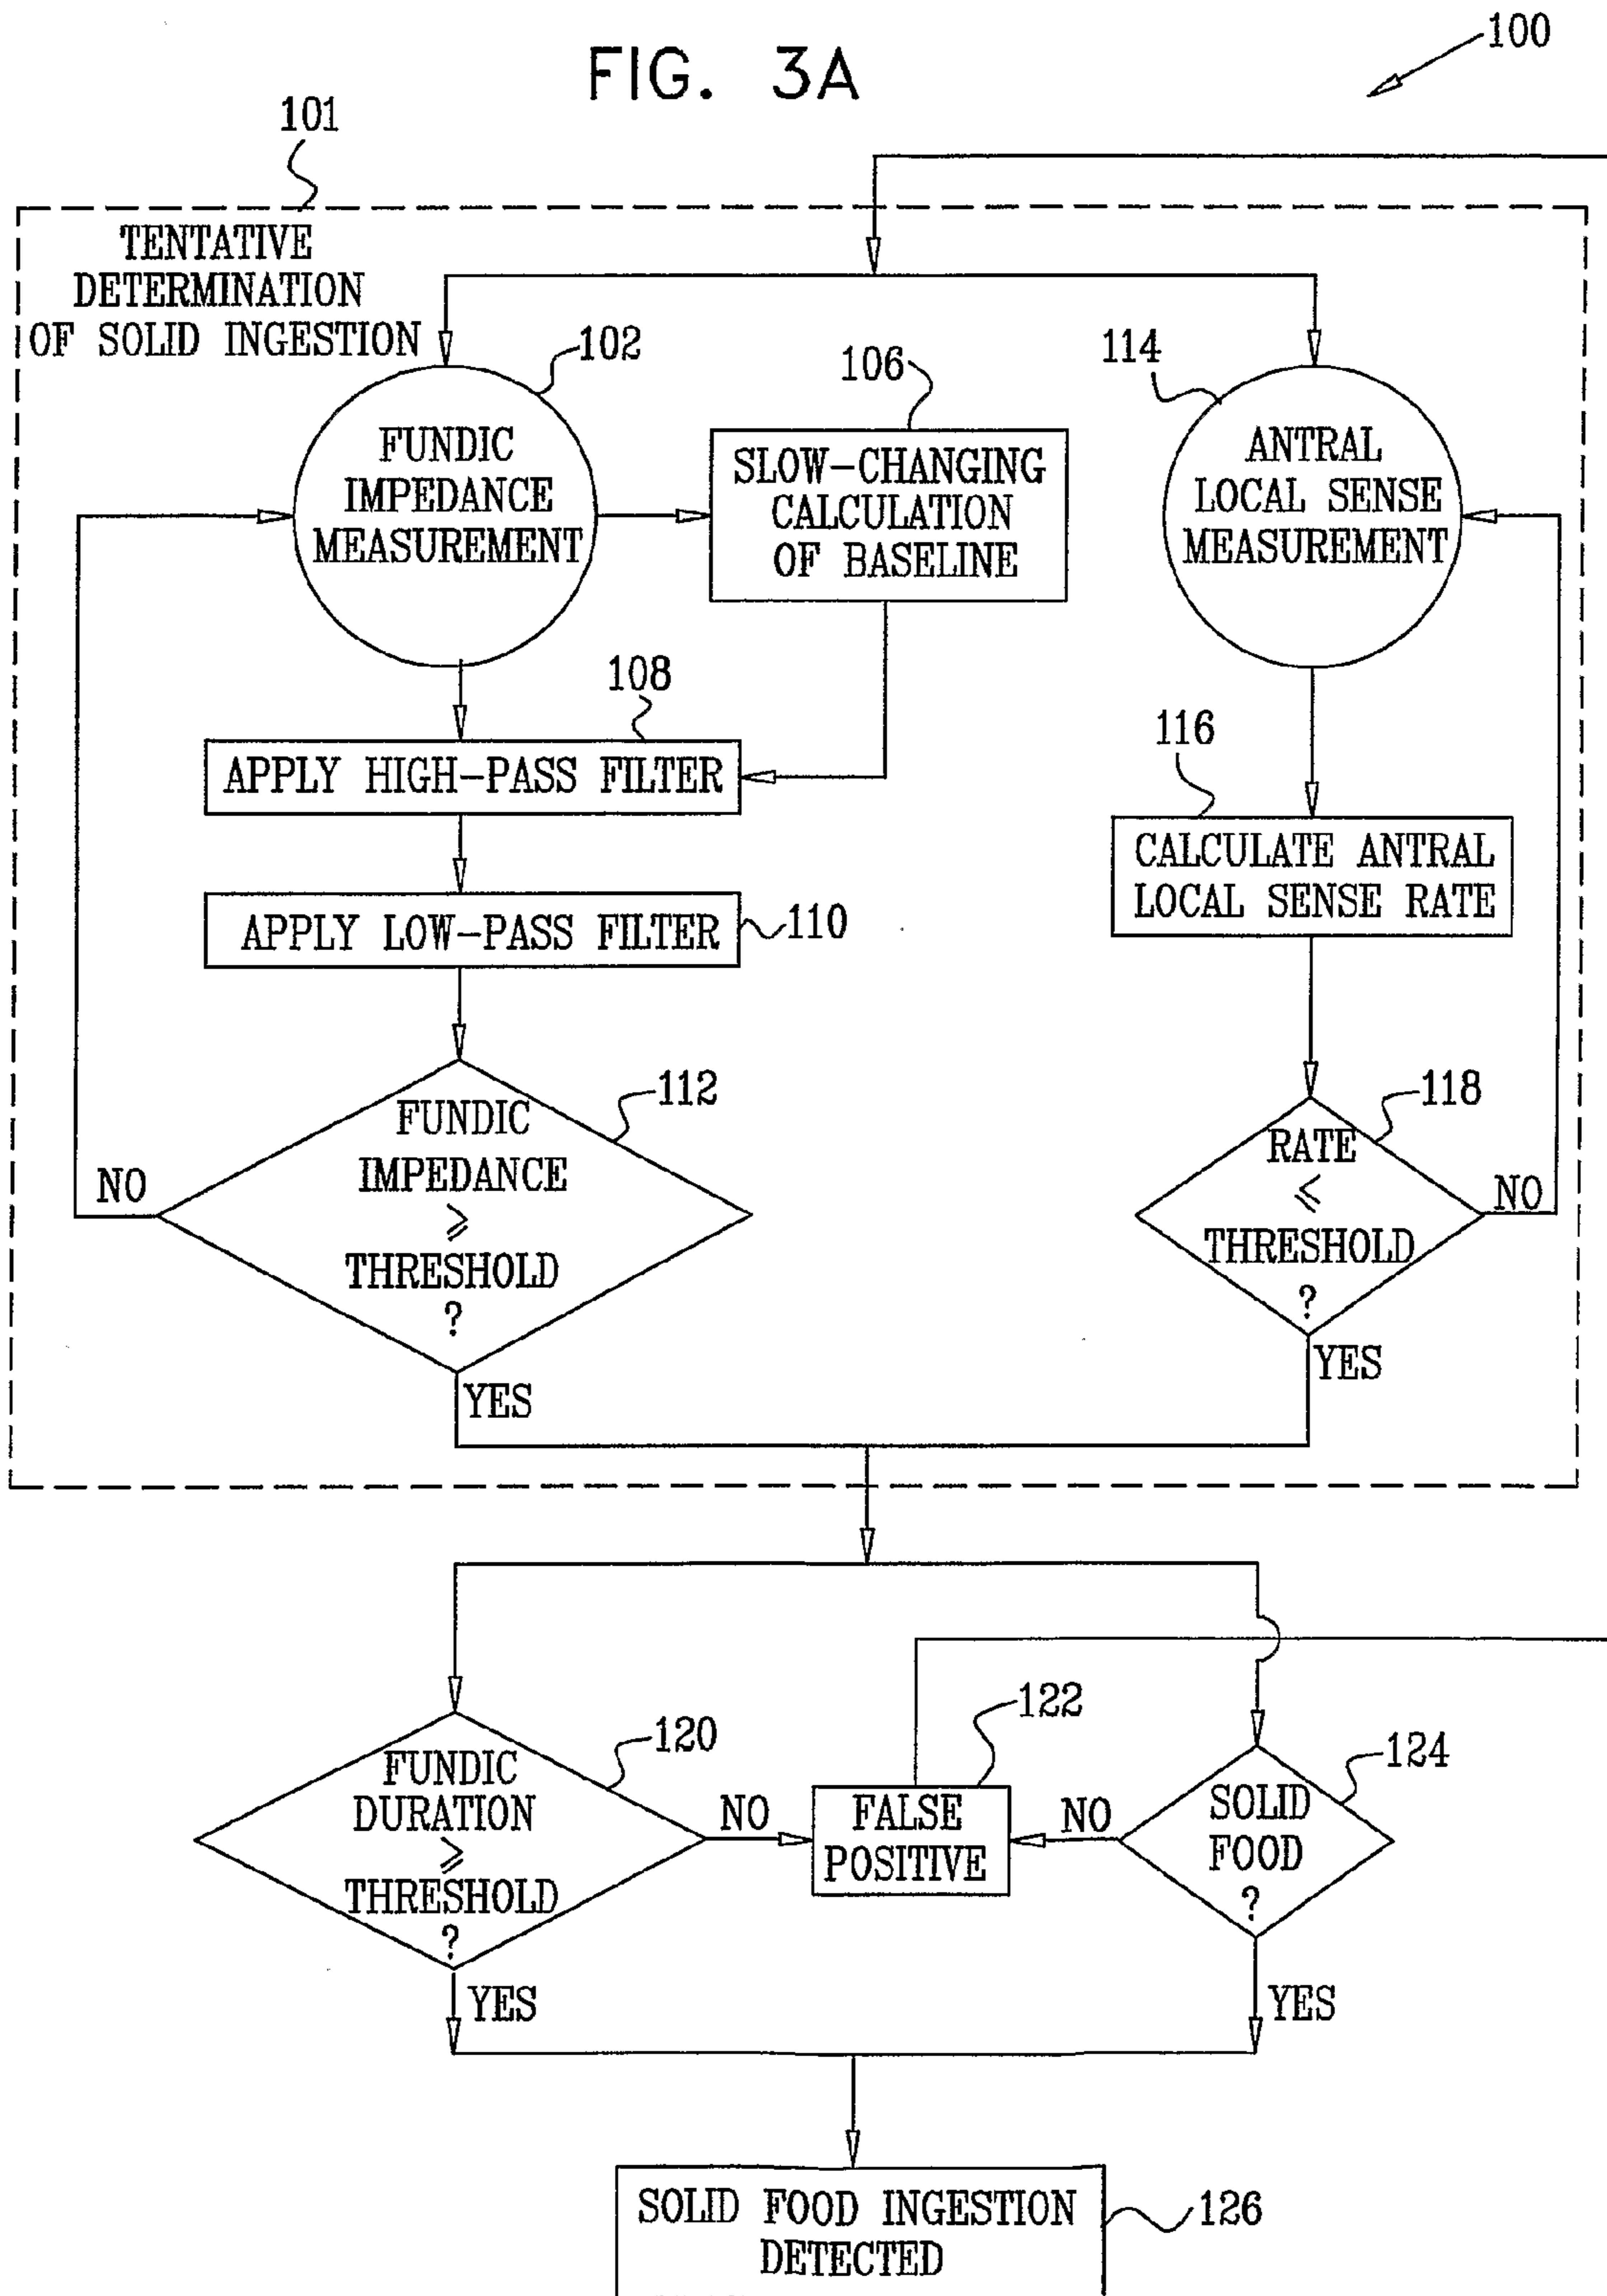 FIG. 3A
100
101
TENTATIVE
DETERMINATION
OF SOLID INGESTION
102
FUNDIC
IMPEDANCE
MEASUREMENT
106
SLOW-CHANGING
CALCULATION
OF BASELINE
114
ANTRAL
LOCAL SENSE
MEASUREMENT
108
APPLY HIGH-PASS FILTER
116
CALCULATE ANTRAL
LOCAL SENSE RATE
APPLY LOW-PASS FILTER
110
112
FUNDIC
IMPEDANCE
⩾
THRESHOLD
?
NO
YES
118
RATE
⩽
THRESHOLD
?
NO
YES
120
FUNDIC
DURATION
⩾
THRESHOLD
?
NO
YES
122
FALSE
POSITIVE
124
SOLID
FOOD
?
NO
YES
SOLID FOOD INGESTION
DETECTED
126